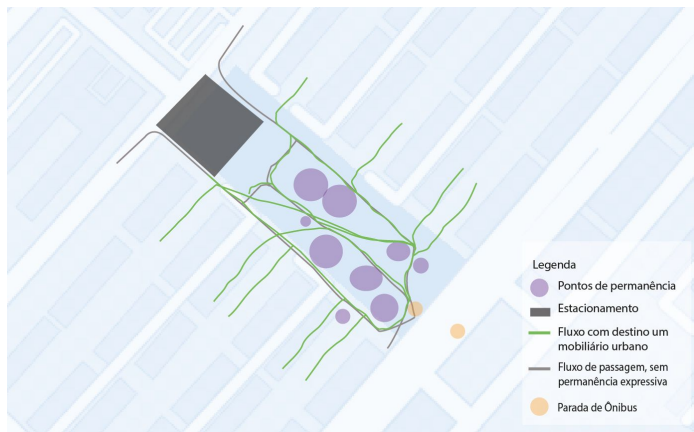 Legenda
Pontos de permanência
Estacionamento
Fluxo com destino um
mobiliário urbano
Fluxo de passagem, sem
permanência expressiva
Parada de Ônibus